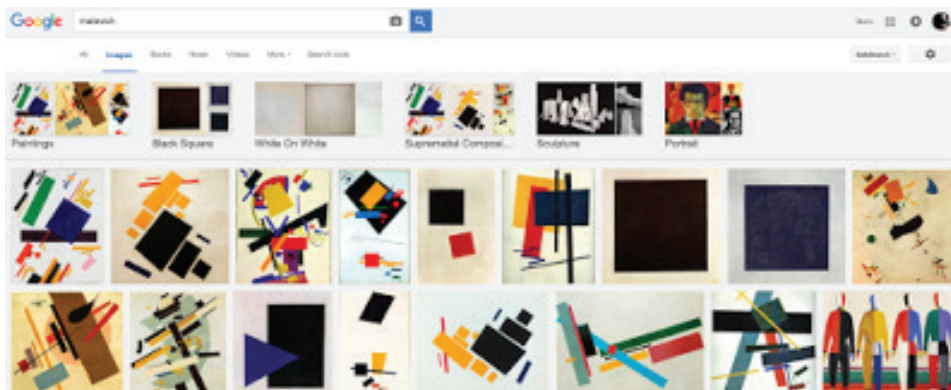 Google malevich More
All Images Books News Videos More Search tools SafeSearch
Paintings Black Square White On White Suprematist Composi... Sculpture Portrait